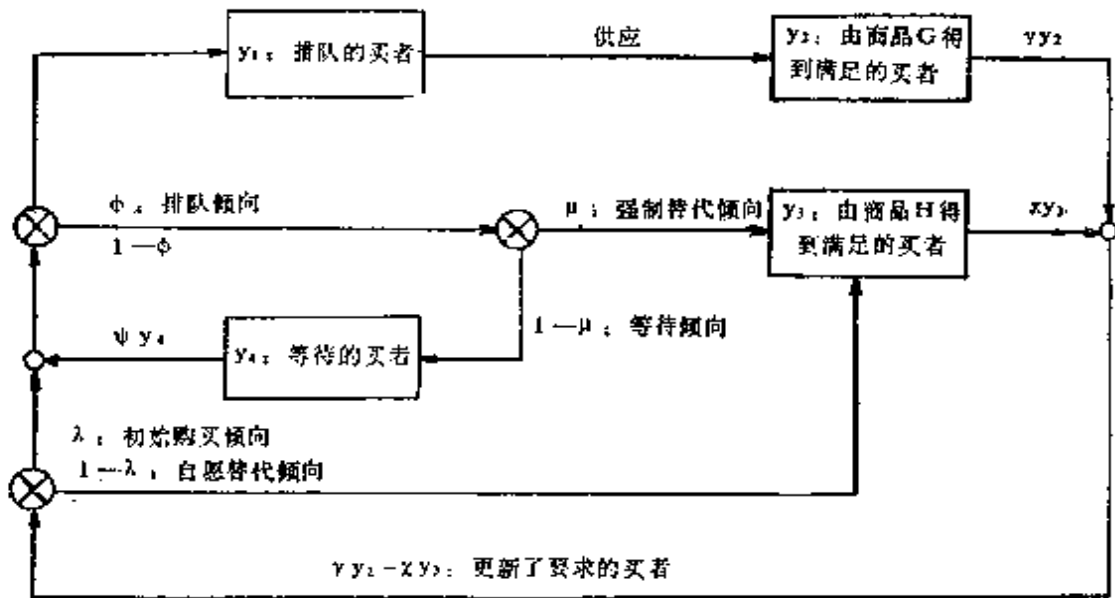 y₁：排队的买者
供应
y₂：由商品G得
到满足的买者
γy₂
φ：排队倾向
1—φ
μ：强制替代倾向
y₃：由商品H得
到满足的买者
χy₃
1—μ：等待倾向
ψy₄
y₄：等待的买者
λ：初始购买倾向
1—λ：自愿替代倾向
γy₂-χy₃：更新了要求的买者